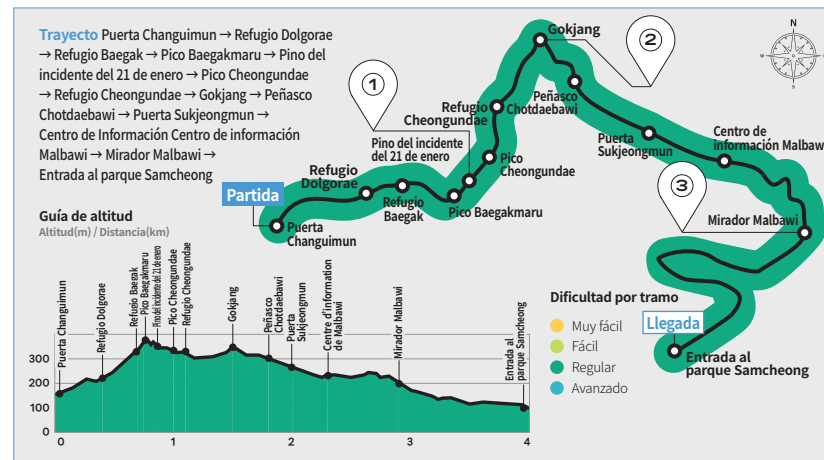 Trayecto Puerta Changuimun → Refugio Dolgorae
→ Refugio Baegak → Pico Baegakmaru → Pino del
incidente del 21 de enero → Pico Cheongundae
→ Refugio Cheongundae → Gokjang → Peñasco
Chotdaebawi → Puerta Sukjeongmun →
Centro de Información Centro de información
Malbawi → Mirador Malbawi →
Entrada al parque Samcheong
Partida
Puerta
Changuimun
Refugio
Dolgorae
Refugio
Baegak
Pico Baegakmaru
1
Pino del incidente
del 21 de enero
Pico
Cheongundae
Refugio
Cheongundae
Gokjang
2
Peñasco
Chotdaebawi
Puerta
Sukjeongmun
Centro de
información Malbaw
3
Mirador Malbawi
Llegada
Entrada al
parque Samcheong
N
E
S
W
Guía de altitud
Altitud(m) / Distancia(km)
Puerta Changuimun
Refugio Dolgorae
Refugio Baegak
Pico Baegakmaru
Pino del incidente del 21 de enero
Pico Cheongundae
Refugio Cheongundae
Gokjang
Peñasco
Chotdaebawi
Puerta
Sukjeongmun
Centre d'information
de Malbawi
Mirador Malbawi
Entrada al
parque Samcheong
300
200
100
0
0 1 2 3 4
Dificultad por tramo
Muy fácil
Fácil
Regular
Avanzado